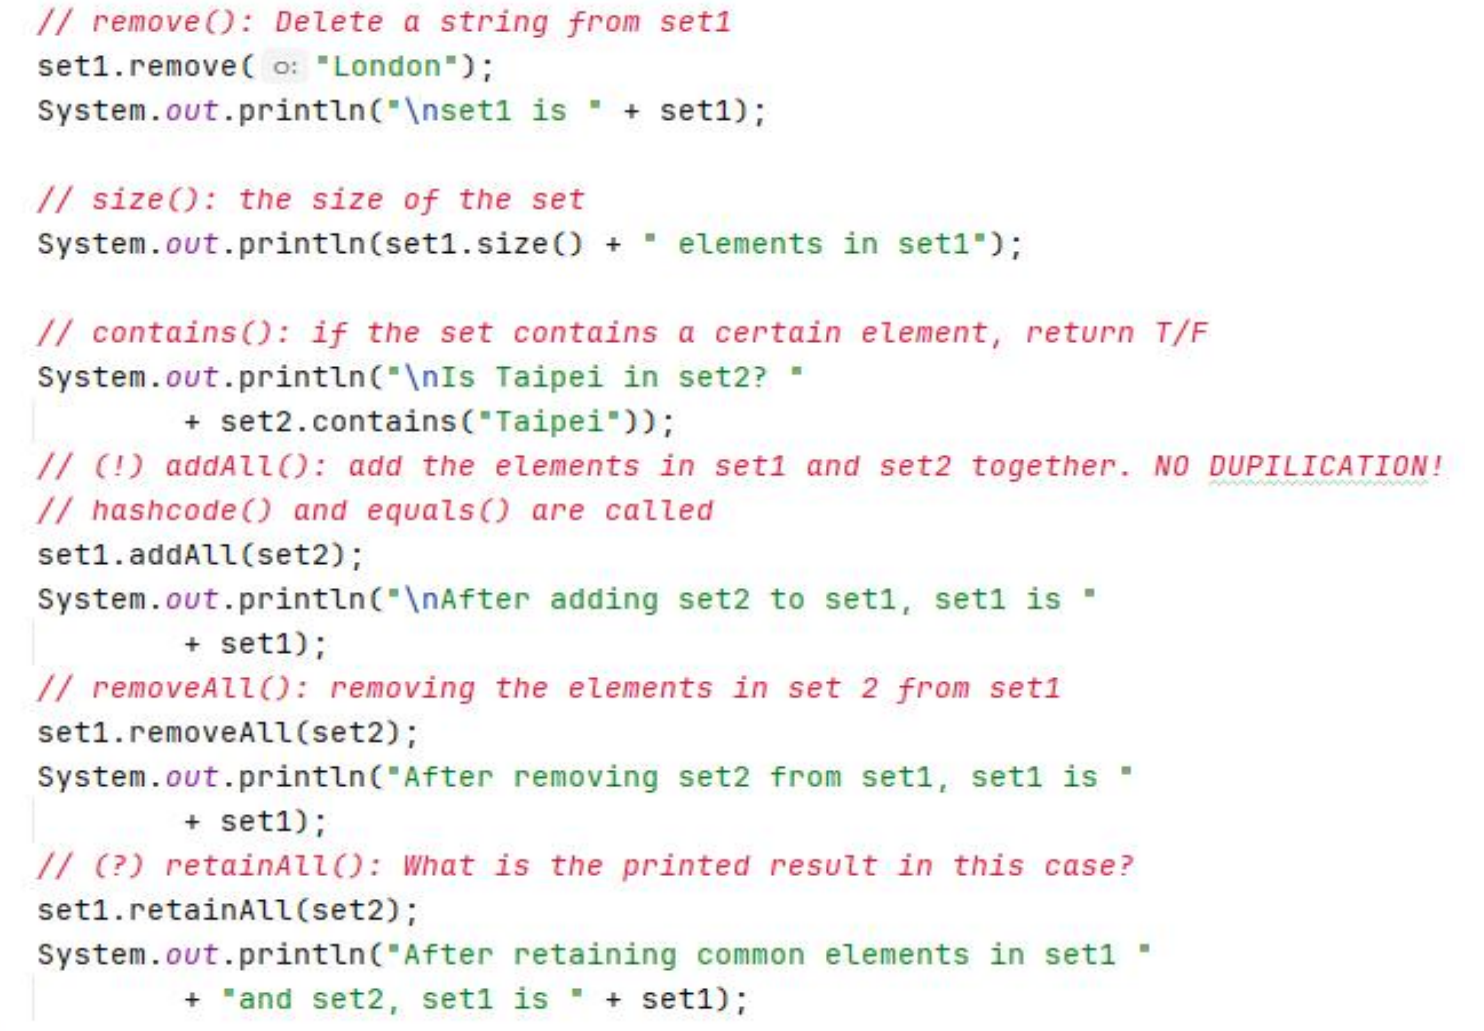 // remove(): Delete a string from set1
set1.remove( o: "London");
System.out.println("\nset1 is " + set1);
// size(): the size of the set
System.out.println(set1.size() + " elements in set1");
// contains(): if the set contains a certain element, return T/F
System.out.println("\nIs Taipei in set2? "
+ set2.contains("Taipei"));
// (!) addAll(): add the elements in set1 and set2 together. NO DUPILICATION!
// hashcode() and equals() are called
set1.addAll(set2);
System.out.println("\nAfter adding set2 to set1, set1 is "
+ set1);
// removeAll(): removing the elements in set 2 from set1
set1.removeAll(set2);
System.out.println("After removing set2 from set1, set1 is "
+ set1);
// (?) retainAll(): What is the printed result in this case?
set1.retainAll(set2);
System.out.println("After retaining common elements in set1 "
+ "and set2, set1 is " + set1);